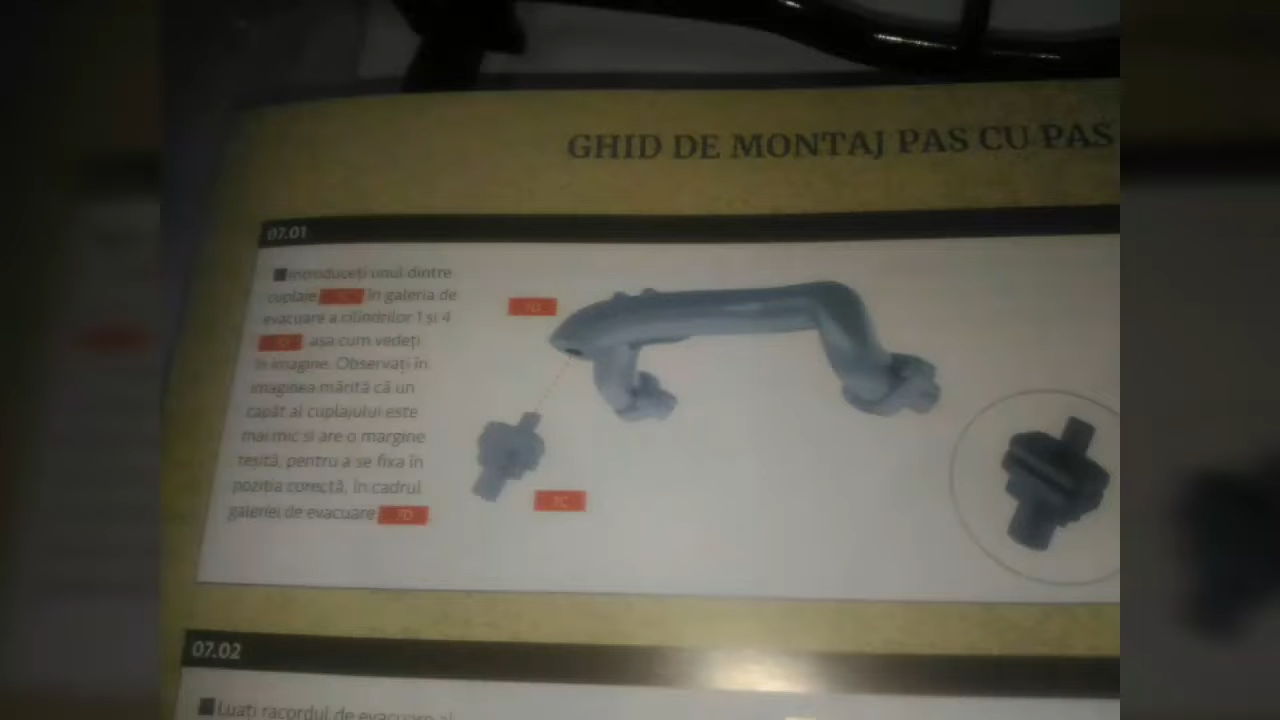 GHID DE MONTAJ PAS CU PAS
07.01
Introduceți unul dintre
cuplaje 7C în galeria de
evacuare a cilindrilor 1 și 4
7D, așa cum vedeți
în imagine. Observați în
imaginea mărită că un
capăt al cuplajului este
mai mic și are o margine
teșită, pentru a se fixa în
poziția corectă, în cadrul
galeriei de evacuare 7D
7D
7C
07.02
Luați racordul de evacuare al